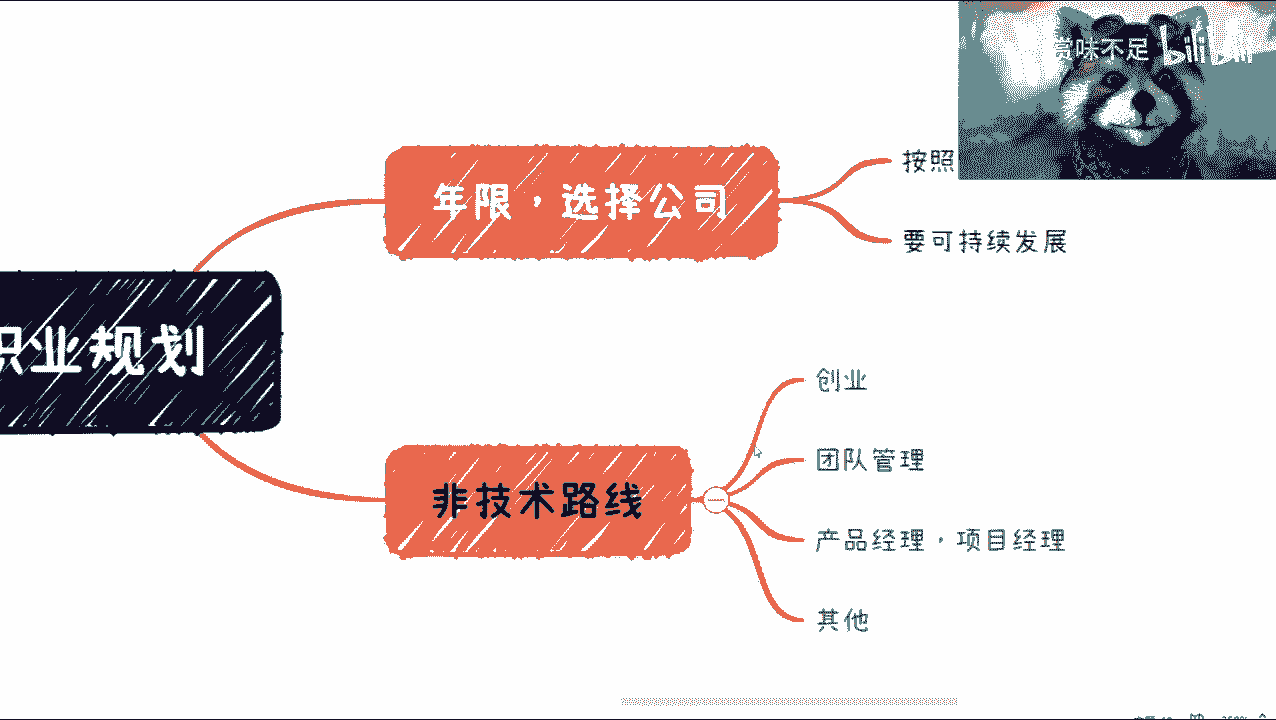 赏味不足 bilibili
按照
年限，选择公司
要可持续发展
职业规划
创业
团队管理
非技术路线
产品经理，项目经理
其他